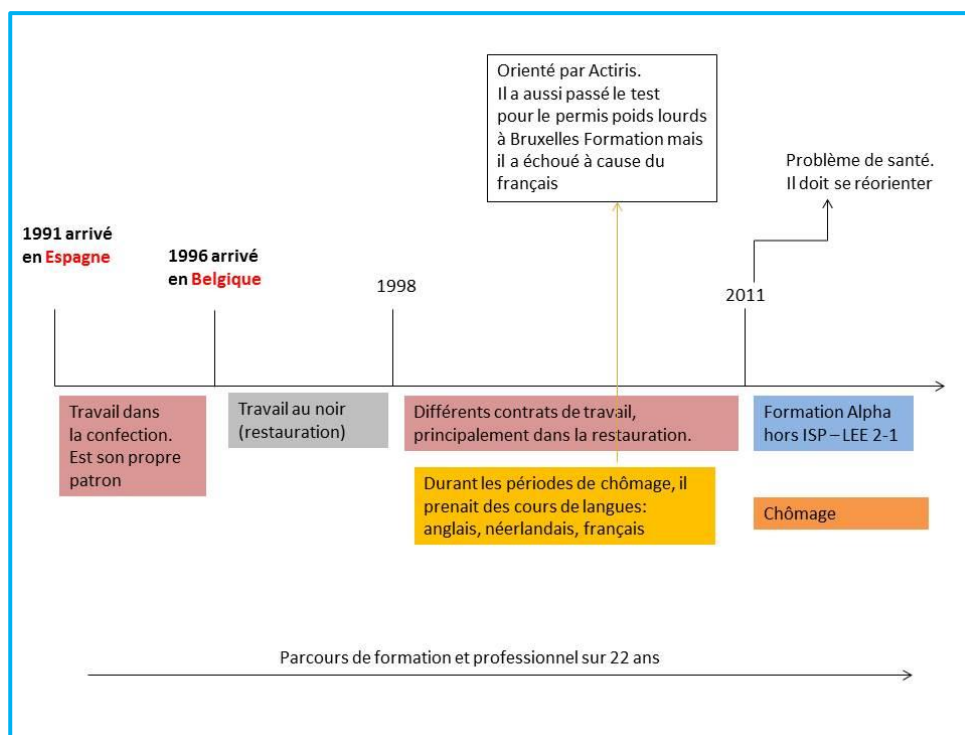 Orienté par Actiris.
Il a aussi passé le test
pour le permis poids lourds
à Bruxelles Formation mais
il a échoué à cause du
français
Problème de santé.
Il doit se réorienter
1991 arrivé
en Espagne
1996 arrivé
en Belgique
1998
2011
Travail dans
la confection.
Est son propre
patron
Travail au noir
(restauration)
Différents contrats de travail,
principalement dans la restauration.
Formation Alpha
hors ISP – LEE 2-1
Durant les périodes de chômage, il
prenait des cours de langues:
anglais, néerlandais, français
Chômage
Parcours de formation et professionnel sur 22 ans